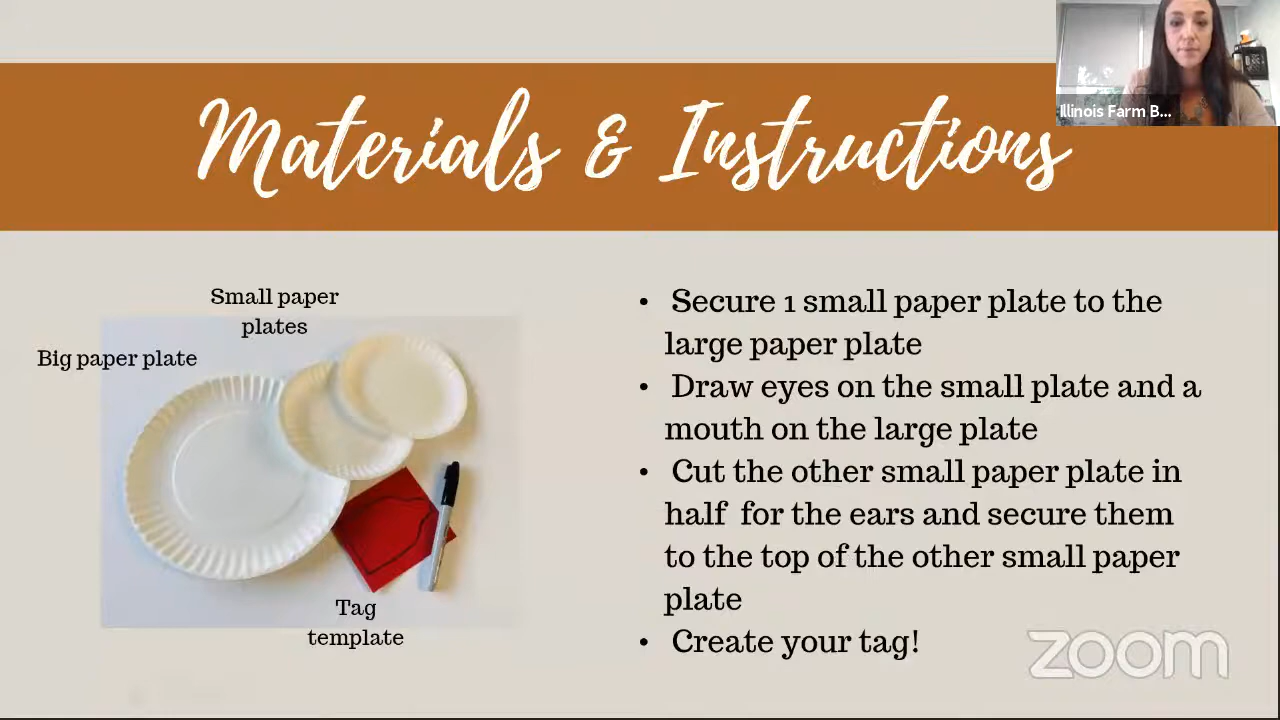 Illinois Farm B...
Materials & Instructions
Small paper
plates
Big paper plate
Tag
template
• Secure 1 small paper plate to the
large paper plate
• Draw eyes on the small plate and a
mouth on the large plate
• Cut the other small paper plate in
half for the ears and secure them
to the top of the other small paper
plate
• Create your tag!
zoom